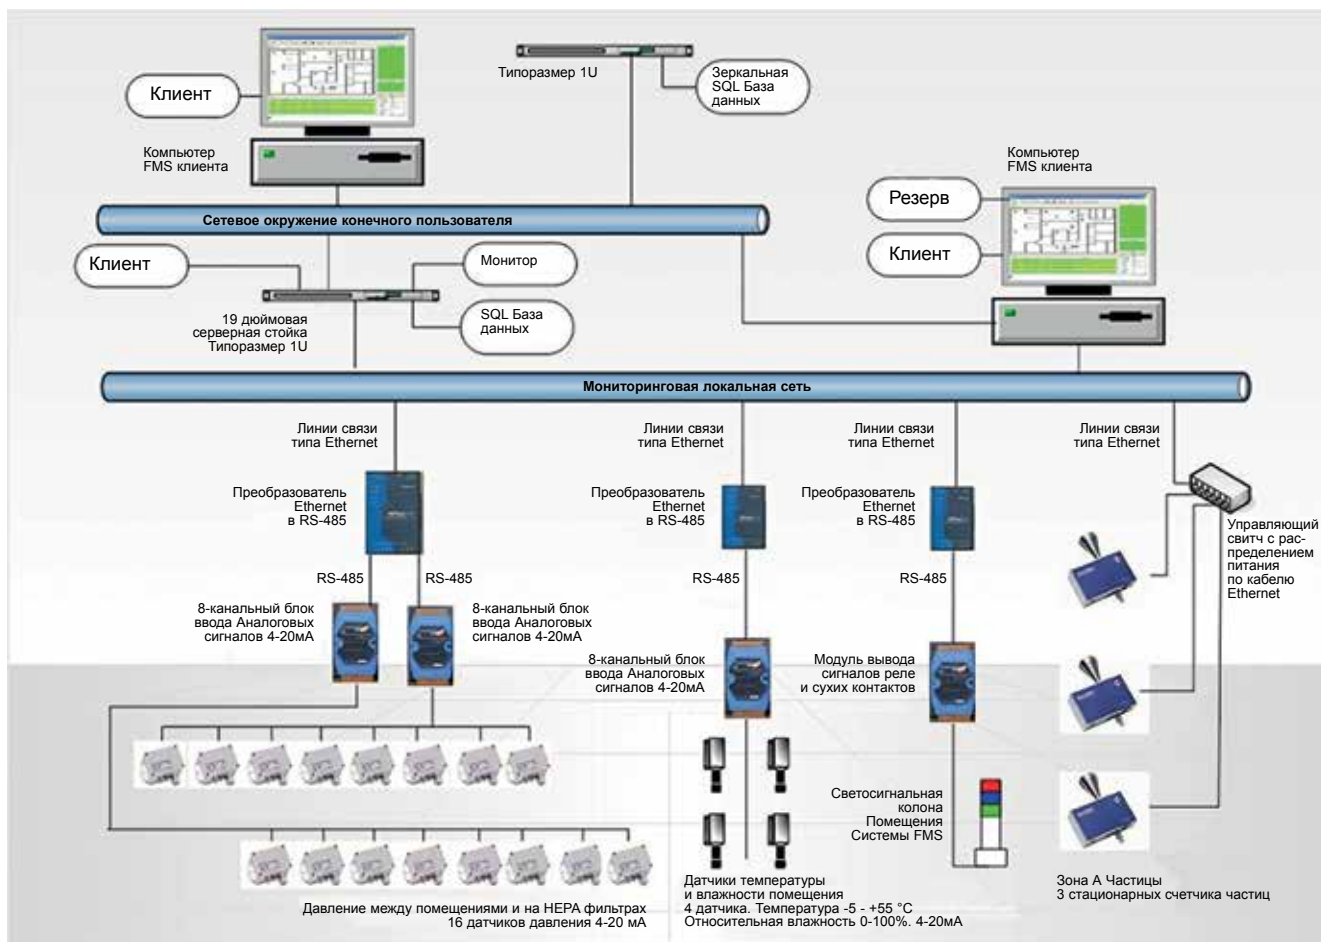 Клиент
Компьютер
FMS клиента
Типоразмер 1U
Зеркальная
SQL База
данных
Компьютер
FMS клиента
Резерв
Клиент
Сетевое окружение конечного пользователя
Клиент
Монитор
SQL База
данных
19 дюймовая
серверная стойка
Типоразмер 1U
Мониторинговая локальная сеть
Линии связи
типа Ethernet
Линии связи
типа Ethernet
Линии связи
типа Ethernet
Линии связи
типа Ethernet
Преобразователь
Ethernet
в RS-485
Преобразователь
Ethernet
в RS-485
Преобразователь
Ethernet
в RS-485
Управляющий
свитч с рас-
пределением
питания
по кабелю
Ethernet
RS-485
RS-485
RS-485
RS-485
8-канальный блок
ввода Аналоговых
сигналов 4-20мА
8-канальный блок
ввода Аналоговых
сигналов 4-20мА
8-канальный блок
ввода Аналоговых
сигналов 4-20мА
Модуль вывода
сигналов реле
и сухих контактов
Светосигнальная
колона
Помещения
Системы FMS
Давление между помещениями и на HEPA фильтрах
16 датчиков давления 4-20 мА
Датчики температуры
и влажности помещения
4 датчика. Температура -5 - +55 °C
Относительная влажность 0-100%. 4-20мА
Зона А Частицы
3 стационарных счетчика частиц